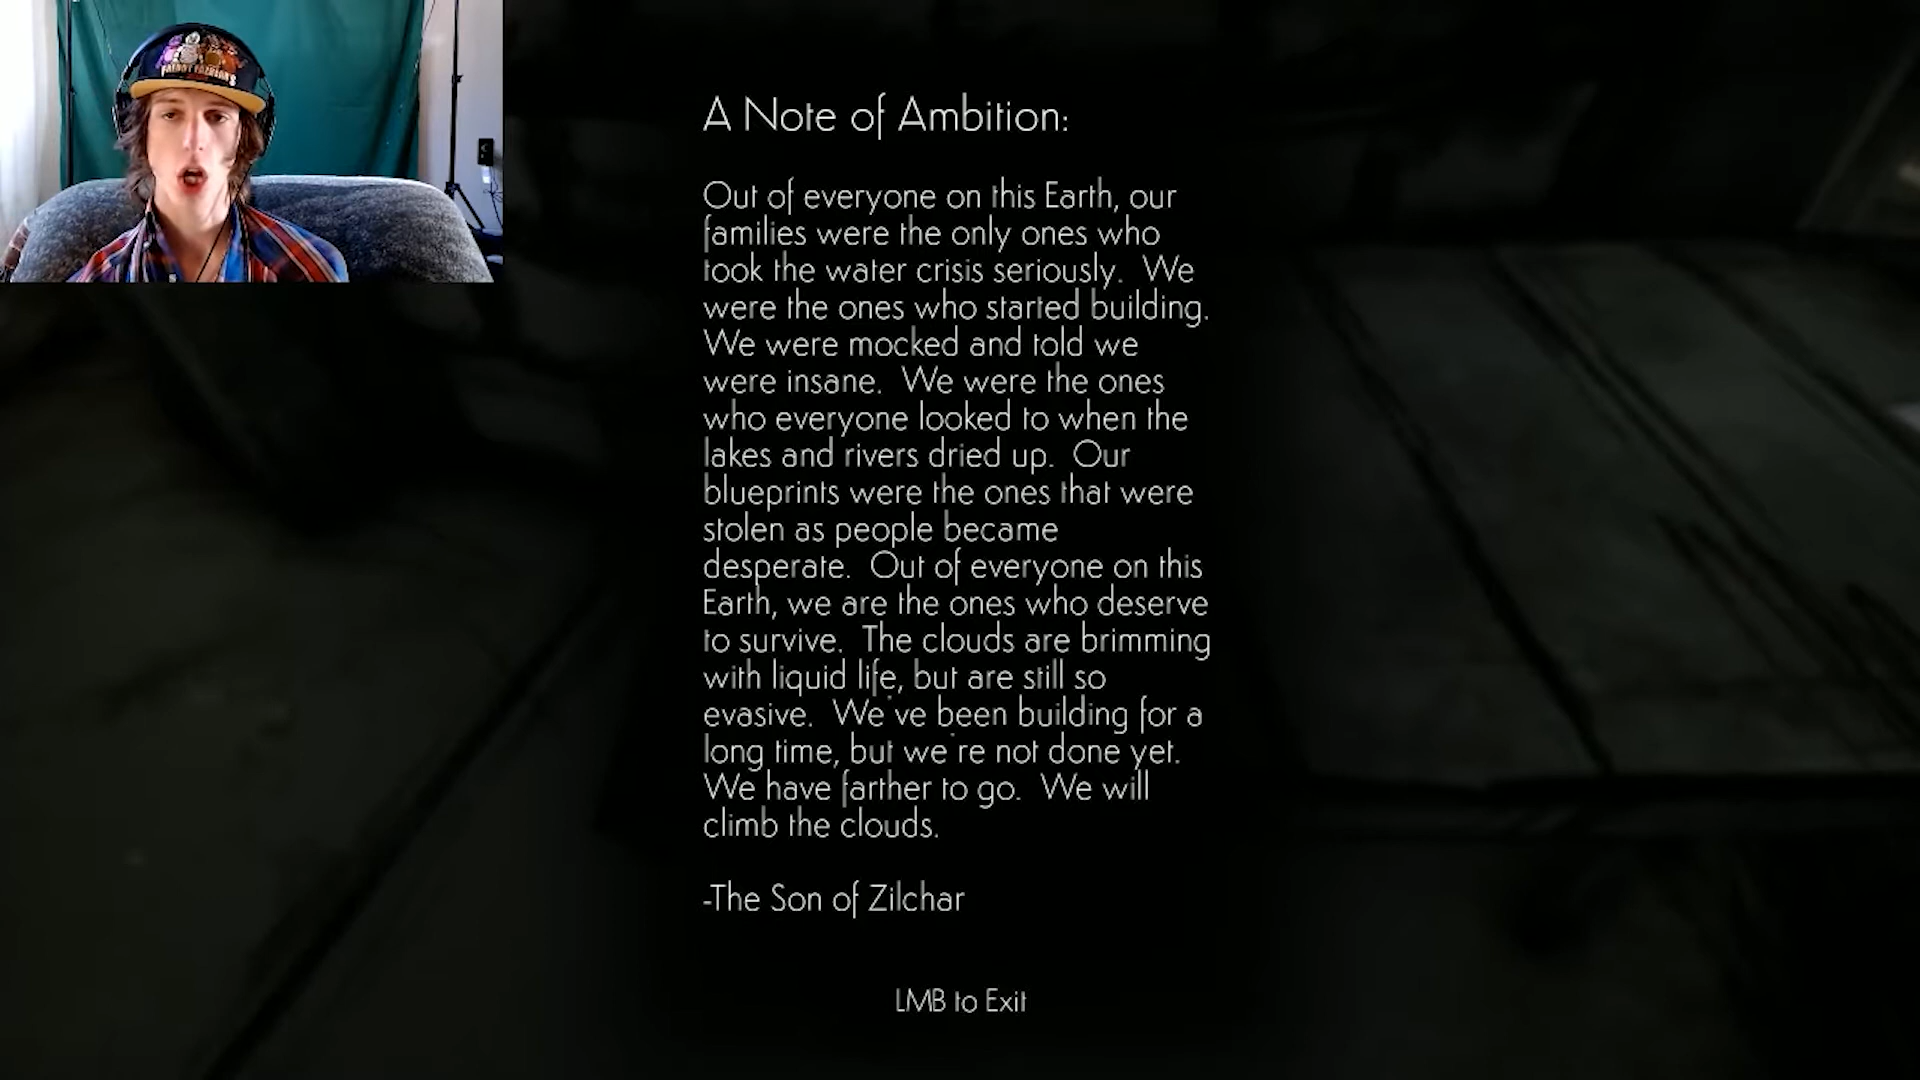 FREDDY FAZBEAR'S
A Note of Ambition:
Out of everyone on this Earth, our
families were the only ones who
took the water crisis seriously.  We
were the ones who started building.
We were mocked and told we
were insane.  We were the ones
who everyone looked to when the
lakes and rivers dried up.  Our
blueprints were the ones that were
stolen as people became
desperate.  Out of everyone on this
Earth, we are the ones who deserve
to survive.  The clouds are brimming
with liquid life, but are still so
evasive.  We've been building for a
long time, but we're not done yet.
We have farther to go.  We will
climb the clouds.
-The Son of Zilchar
LMB to Exit